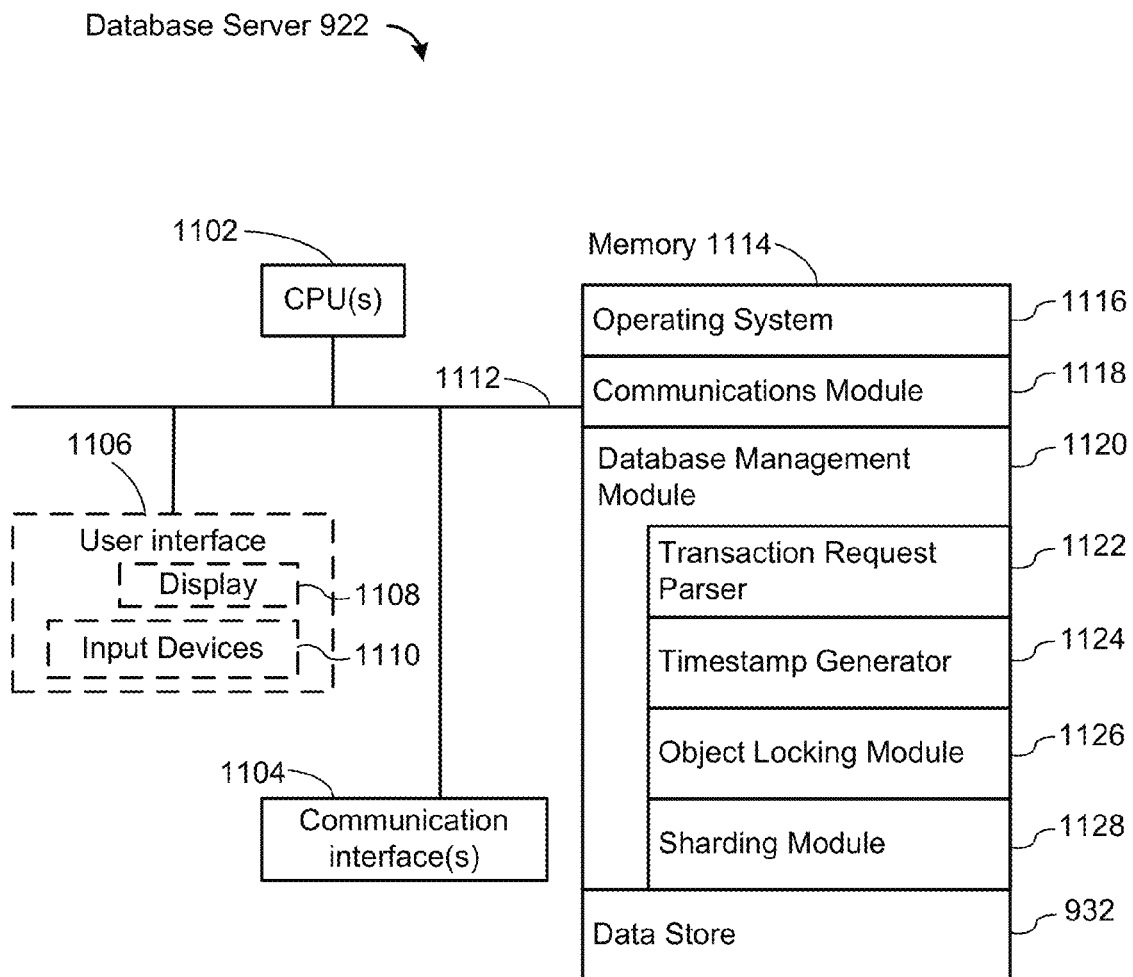 Database Server 922
1102
CPU(s)
1112
1106
User interface
Display
1108
Input Devices
1110
1104
Communication
interface(s)
Memory 1114
Operating System
1116
Communications Module
1118
Database Management
Module
1120
Transaction Request
Parser
1122
Timestamp Generator
1124
Object Locking Module
1126
Sharding Module
1128
Data Store
932